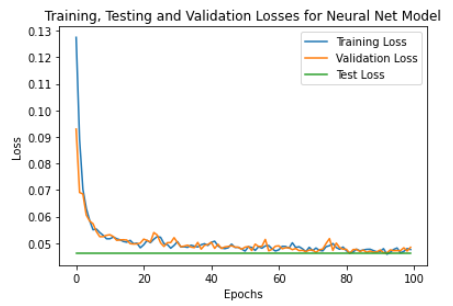 Training, Testing and Validation Losses for Neural Net Model
0.13
0.12
0.11
0.10
0.09
0.08
0.07
0.06
0.05
Loss
Training Loss
Validation Loss
Test Loss
0
20
40
60
80
100
Epochs